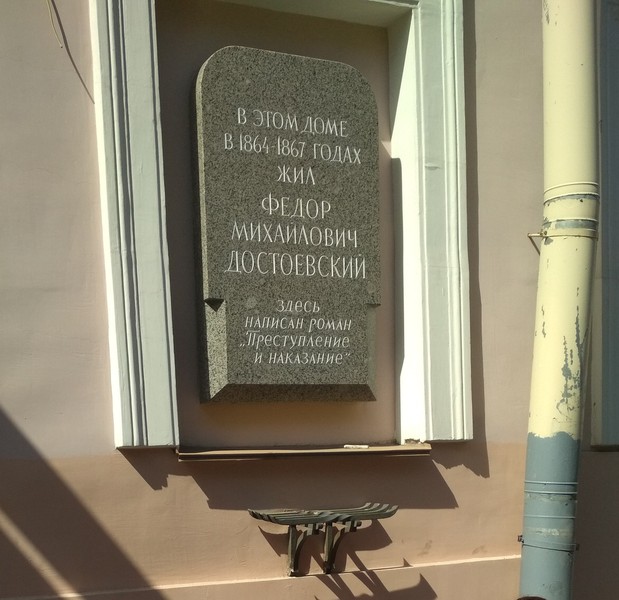 В ЭТОМ ДОМЕ
В 1864-1867 ГОДАХ
ЖИЛ
ФЕДОР
МИХАЙЛОВИЧ
ДОСТОЕВСКИЙ
ЗДЕСЬ
НАПИСАН РОМАН
„Преступление
и наказание“